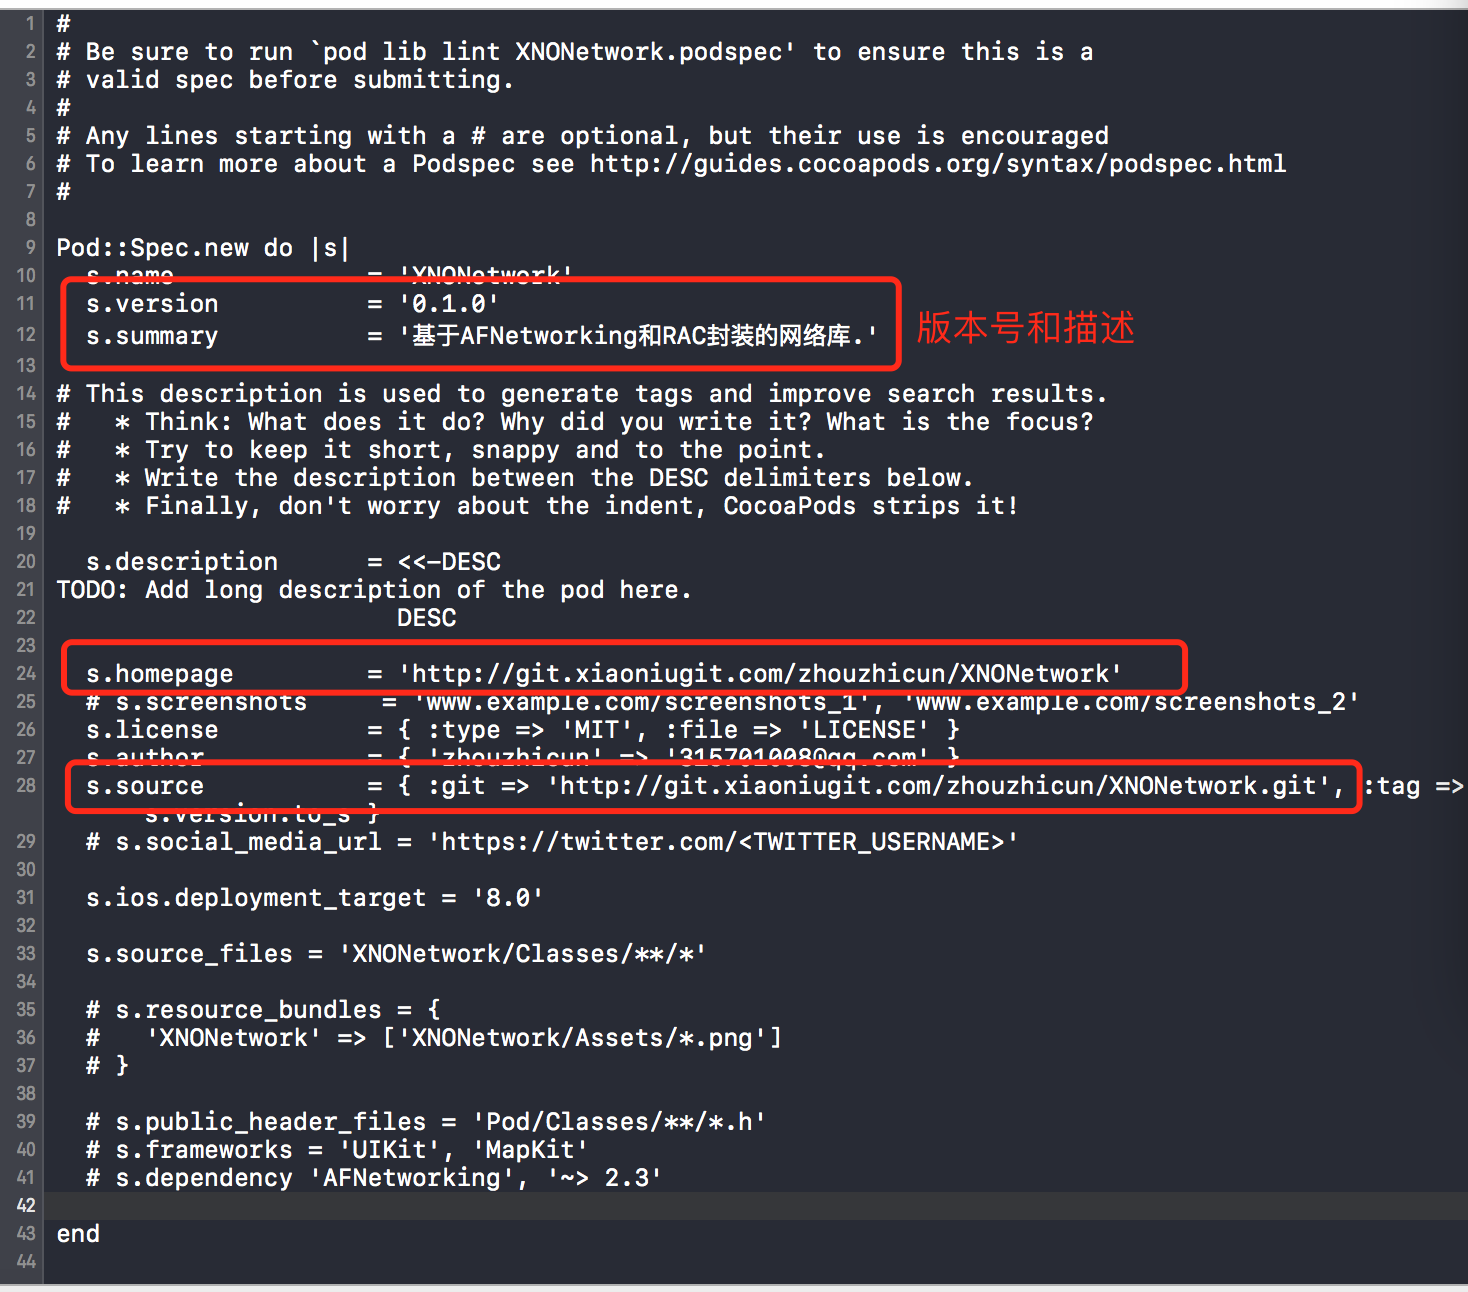 1 #
2 # Be sure to run `pod lib lint XNONetwork.podspec' to ensure this is a
3 # valid spec before submitting.
4 #
5 # Any lines starting with a # are optional, but their use is encouraged
6 # To learn more about a Podspec see http://guides.cocoapods.org/syntax/podspec.html
7 #
8
9 Pod::Spec.new do |s|
10 s.name = 'XNONetwork'
11 s.version = '0.1.0'
12 s.summary = '基于AFNetworking和RAC封装的网络库.'
版本号和描述
13
14 # This description is used to generate tags and improve search results.
15 #   * Think: What does it do? Why did you write it? What is the focus?
16 #   * Try to keep it short, snappy and to the point.
17 #   * Write the description between the DESC delimiters below.
18 #   * Finally, don't worry about the indent, CocoaPods strips it!
19
20 s.description = <<-DESC
21 TODO: Add long description of the pod here.
22 DESC
23
24 s.homepage = 'http://git.xiaoniugit.com/zhouzhicun/XNONetwork'
25 # s.screenshots = 'www.example.com/screenshots_1', 'www.example.com/screenshots_2'
26 s.license = { :type => 'MIT', :file => 'LICENSE' }
27 s.author = { 'zhouzhicun' => '315701008@qq.com' }
28 s.source = { :git => 'http://git.xiaoniugit.com/zhouzhicun/XNONetwork.git', :tag =>
s.version.to_s }
29 # s.social_media_url = 'https://twitter.com/<TWITTER_USERNAME>'
30
31 s.ios.deployment_target = '8.0'
32
33 s.source_files = 'XNONetwork/Classes/**/*'
34
35 # s.resource_bundles = {
36 #   'XNONetwork' => ['XNONetwork/Assets/*.png']
37 # }
38
39 # s.public_header_files = 'Pod/Classes/**/*.h'
40 # s.frameworks = 'UIKit', 'MapKit'
41 # s.dependency 'AFNetworking', '~> 2.3'
42
43 end
44